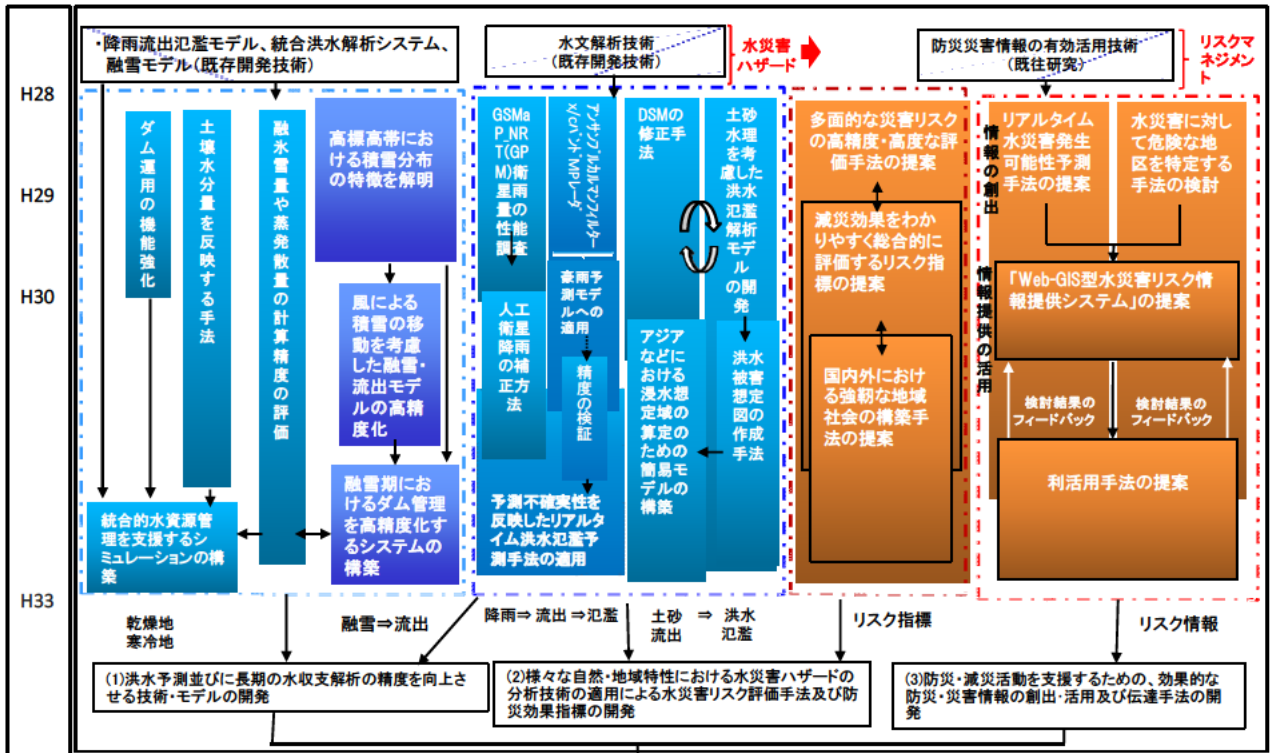 ・降雨流出氾濫モデル、統合洪水解析システム、
融雪モデル(既存開発技術)
水文解析技術
(既存開発技術)
水災害
ハザード
防災災害情報の有効活用技術
(既往研究)
リスクマ
ネジメン
ト
H28
H29
H30
H33
ダム運用の機能強化
土壌水分量を反映する手法
融氷雪量や蒸発散量の計算精度の評価
高標高帯にお
ける積雪分布
の特徴を解明
風による
積雪の移
動を考慮
した融雪・
流出モデ
ルの高精
度化
融雪期にお
けるダム管理
を高精度化す
るシステムの
構築
統合的水資源管
理を支援するシ
ミュレーションの構
築
GSMa
P_NR
T(GP
M)衛
星雨
量の
性能
調査
人工
衛星
降雨
の補
正方
法
アンサンブルカルマンフィルター
X/Cバンド MPレーダ
豪雨予
測モデ
ルへの
適用
精度の検証
予測不確実性を
反映したリアルタ
イム洪水氾濫予
測手法の適用
DSMの
修正手
法
アジア
などに
おける
浸水想
定域の
算定の
ための
簡易モ
デルの
構築
土砂
水理
を考
慮し
た洪
水氾
濫解
析モ
デル
の開
発
洪水
被害
想定
図の
作成
手法
多面的な災害リスク
の高精度・高度な評
価手法の提案
減災効果をわか
りやすく総合的に
評価するリスク指
標の提案
国内外における
強靭な地域
社会の構築手
法の提案
情報の創出
情報提供の活用
リアルタイム
水災害発生
可能性予測
手法の提案
水災害に対し
て危険な地
区を特定する
手法の検討
「Web-GIS型水災害リスク情
報提供システム」の提案
検討結果の
フィードバック
検討結果の
フィードバック
利活用手法の提案
乾燥地
寒冷地
融雪⇒流出
降雨⇒ 流出 ⇒氾濫
土砂 ⇒ 洪水
流出 氾濫
リスク指標
リスク情報
(1)洪水予測並びに長期の水収支解析の精度を向上さ
せる技術・モデルの開発
(2)様々な自然・地域特性における水災害ハザードの
分析技術の適用による水災害リスク評価手法及び防
災効果指標の開発
(3)防災・減災活動を支援するための、効果的な
防災・災害情報の創出・活用及び伝達手法の開
発